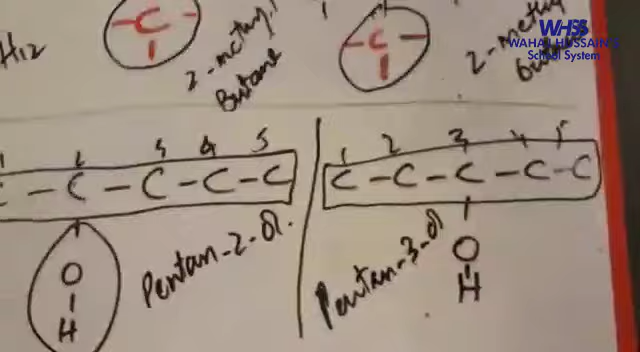 H12
C
2-methyl
Butane
C
2-methyl
WHSS
WAHAJ HUSSAIN'S
School System
1 2 3 4 5
C - C - C - C - C
O
H
Pentan-2-ol.
1 2 3 4 5
C - C - C - C - C
O
H
Pentan-3-ol